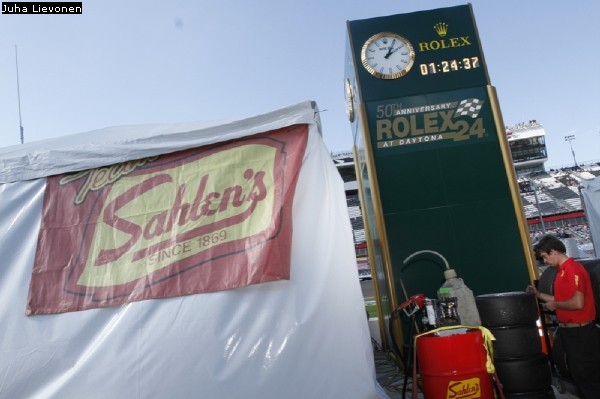 Juha Lievonen
ROLEX
01:24:37
50TH ANNIVERSARY
ROLEX 24
AT DAYTONA
Team
Sahlen's
SINCE 1869
Sahlen's